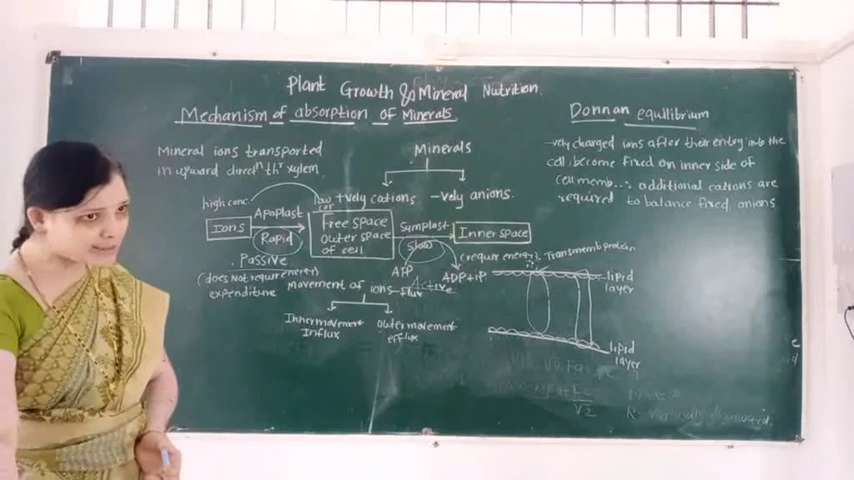 Plant Growth & Mineral Nutrition
Mechanism of absorption of Minerals
Mineral ions transported
in upward direcⁿ thr xylem
Minerals
+vely cations
-vely anions.
high conc.
low
con
Ions
Apoplast
Rapid
Passive
(does not require energy
expenditure
Free space
Outer space
of cell
Symplast
slow
Inner space
(require energy)
ATP
ADP+iP
Active
Movement of ions-flux
Inner movement
Influx
Outer movement
efflux
Transmemb protein
lipid
layer
lipid
layer
Donnan equilibrium
-vely charged ions after their entry into the
cell, become fixed on inner side of
cell memb...: additional cations are
required to balance fixed, anions